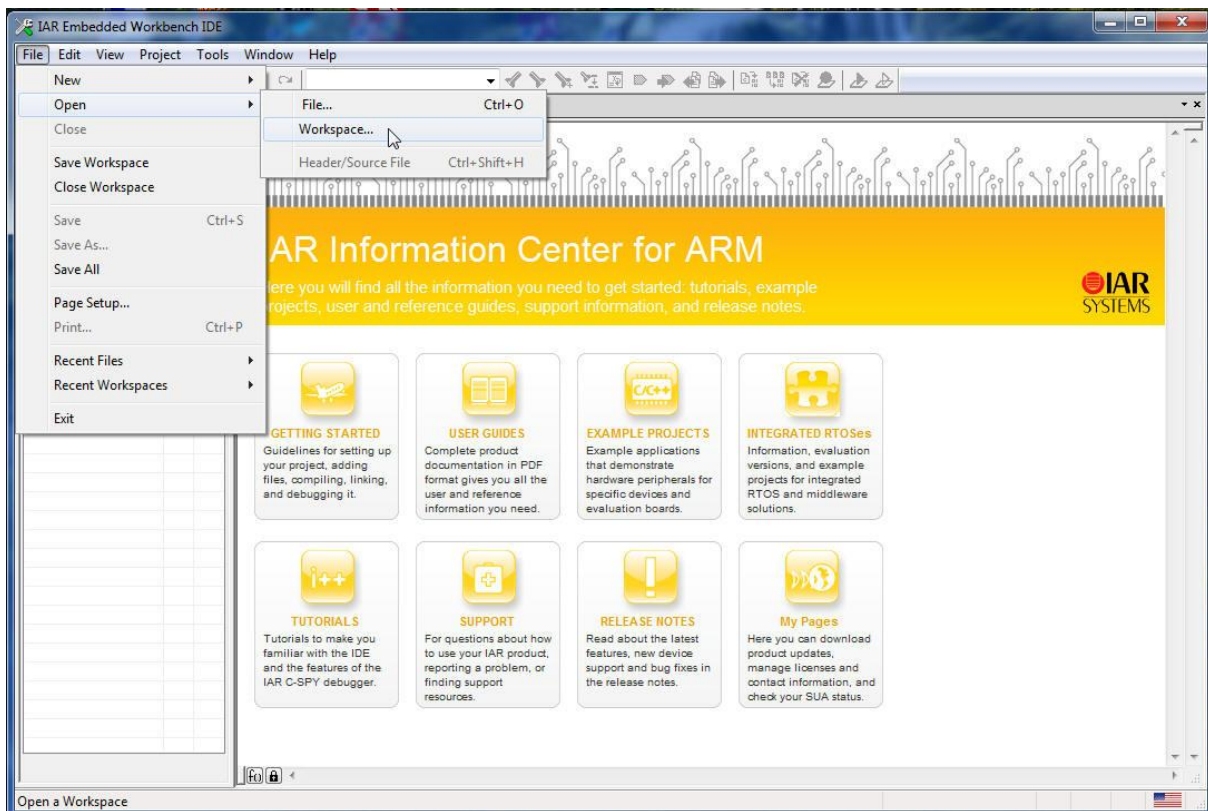 IAR Embedded Workbench IDE
File Edit View Project Tools Window Help
New
Open
Close
Save Workspace
Close Workspace
Save Ctrl+S
Save As...
Save All
Page Setup...
Print... Ctrl+P
Recent Files
Recent Workspaces
Exit
File... Ctrl+O
Workspace...
Header/Source File Ctrl+Shift+H
AR Information Center for ARM
ere you will find all the information you need to get started: tutorials, example
rojects, user and reference guides, support information, and release notes.
IAR
SYSTEMS
GETTING STARTED
Guidelines for setting up
your project, adding
files, compiling, linking,
and debugging it.
USER GUIDES
Complete product
documentation in PDF
format gives you all the
user and reference
information you need.
C/C++
EXAMPLE PROJECTS
Example applications
that demonstrate
hardware peripherals for
specific devices and
evaluation boards.
INTEGRATED RTOSes
Information, evaluation
versions, and example
projects for integrated
RTOS and middleware
solutions.
i++
TUTORIALS
Tutorials to make you
familiar with the IDE
and the features of the
IAR C-SPY debugger.
SUPPORT
For questions about how
to use your IAR product,
reporting a problem, or
finding support
resources.
RELEASE NOTES
Read about the latest
features, new device
support and bug fixes in
the release notes.
My Pages
Here you can download
product updates,
manage licenses and
contact information, and
check your SUA status.
Open a Workspace